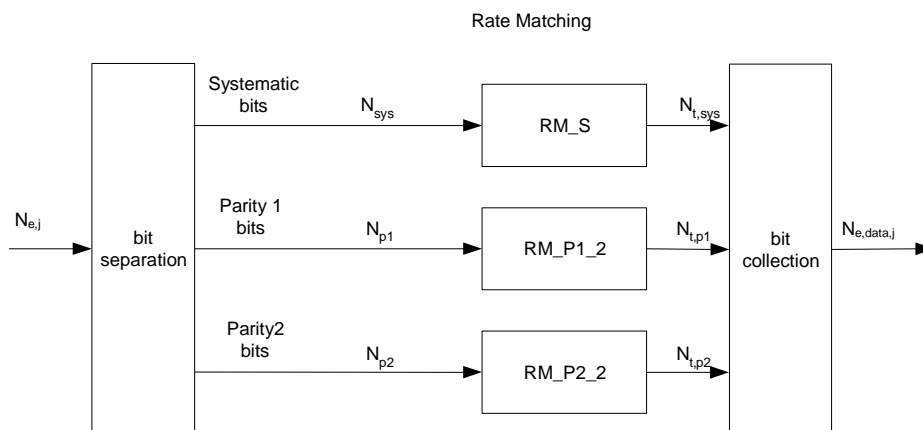 Rate Matching
Systematic
bits
N_sys
RM_S
N_t,sys
N_e,j
bit
separation
Parity 1
bits
N_p1
RM_P1_2
N_t,p1
bit
collection
N_e,data,j
Parity2
bits
N_p2
RM_P2_2
N_t,p2